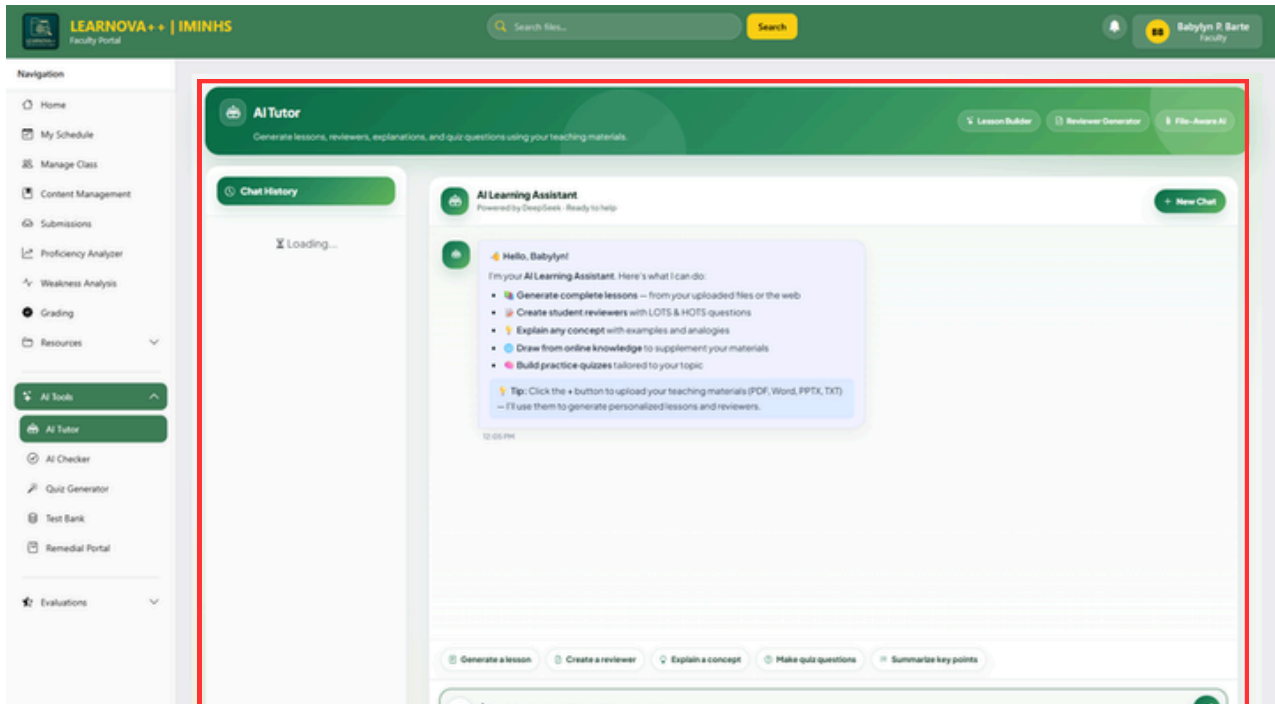 LEARNOVA++ | IMINHS
Faculty Portal
Search files...
Search
BB
Babylyn P. Barte
Faculty
Navigation
Home
My Schedule
Manage Class
Content Management
Submissions
Proficiency Analyzer
Weakness Analysis
Grading
Resources
AI Tools
AI Tutor
AI Checker
Quiz Generator
Test Bank
Remedial Portal
Evaluations
AI Tutor
Generate lessons, reviewers, explanations, and quiz questions using your teaching materials.
Lesson Builder
Reviewer Generator
File-Aware AI
Chat History
Loading...
AI Learning Assistant
Powered by DeepSeek · Ready to help
+ New Chat
Hello, Babylyn!
I'm your AI Learning Assistant. Here's what I can do:
• Generate complete lessons — from your uploaded files or the web
• Create student reviewers with LOTS & HOTS questions
• Explain any concept with examples and analogies
• Draw from online knowledge to supplement your materials
• Build practice quizzes tailored to your topic
Tip: Click the + button to upload your teaching materials (PDF, Word, PPTX, TXT)
— I'll use them to generate personalized lessons and reviewers.
12:05 PM
Generate a lesson
Create a reviewer
Explain a concept
Make quiz questions
Summarize key points